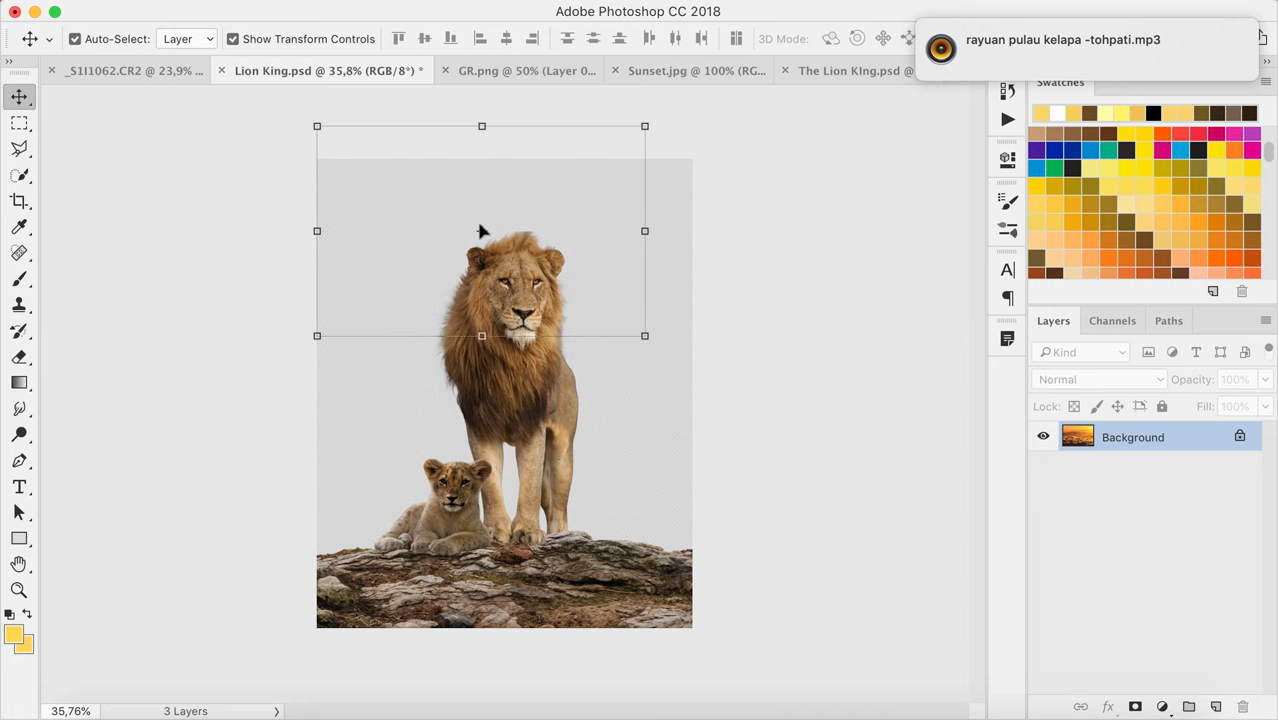 Adobe Photoshop CC 2018
Auto-Select: Layer Show Transform Controls 3D Mode:
rayuan pulau kelapa -tohpati.mp3
_S1I1062.CR2 @ 23,9% ... Lion King.psd @ 35,8% (RGB/8*) * GR.png @ 50% (Layer 0... Sunset.jpg @ 100% (RG... The Lion KIng.psd @
Swatches
Layers Channels Paths
Kind
Normal Opacity: 100%
Lock: Fill: 100%
Background
35,76% 3 Layers